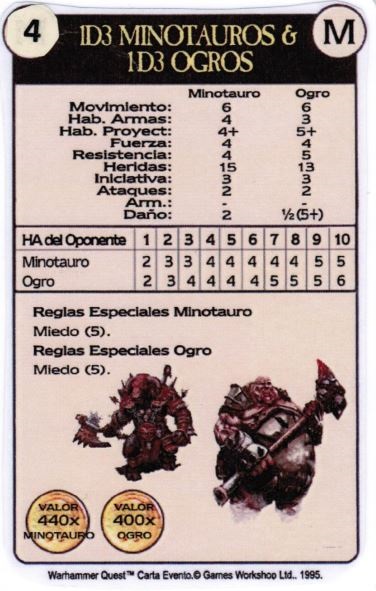 4
1D3 MINOTAUROS &
1D3 OGROS
M
Minotauro Ogro
Movimiento: 6 6
Hab. Armas: 4 3
Hab. Proyect: 4+ 5+
Fuerza: 4 4
Resistencia: 4 5
Heridas: 15 13
Iniciativa: 3 3
Ataques: 2 2
Arm.: - -
Daño: 2 ½(5+)
HA del Oponente 1 2 3 4 5 6 7 8 9 10
Minotauro 2 3 3 4 4 4 4 4 5 5
Ogro 2 3 4 4 4 4 5 5 5 6
Reglas Especiales Minotauro
Miedo (5).
Reglas Especiales Ogro
Miedo (5).
VALOR
440x
MINOTAURO
VALOR
400x
OGRO
Warhammer Quest™ Carta Evento.© Games Workshop Ltd.. 1995.